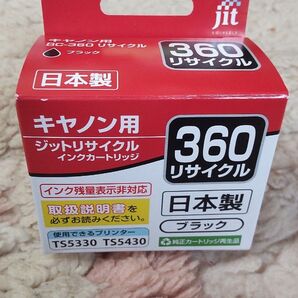 jit
キヤノン用
BC-360 リサイクル
ブラック
360
リサイクル
日本製
キヤノン用
ジットリサイクル
インクカートリッジ
360
リサイクル
インク残量表示非対応
取扱説明書を
必ずお読みください。
使用できるプリンター
TS5330 TS5430
日本製
ブラック
純正カートリッジ再生品